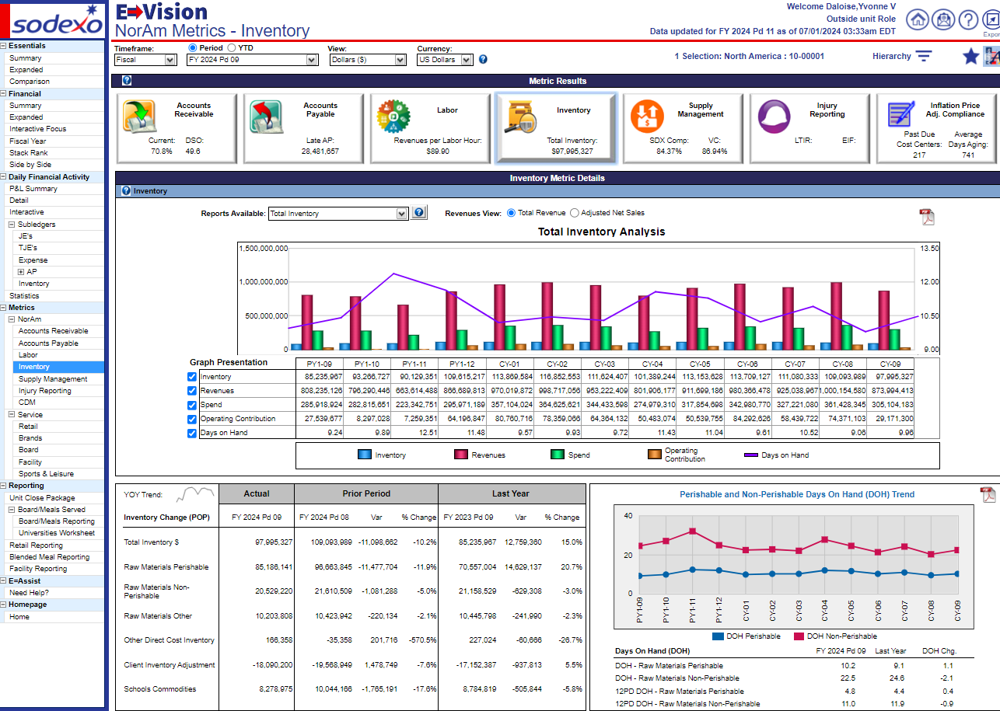 sodexo
E=Vision
NorAm Metrics - Inventory
Welcome Daloise,Yvonne V
Outside unit Role
Data updated for FY 2024 Pd 11 as of 07/01/2024 03:33am EDT
Timeframe:
Fiscal
Period YTD
FY 2024 Pd 09
View:
Dollars ($)
Currency:
US Dollars
1 Selection: North America : 10-00001
Hierarchy
Essentials
Summary
Expanded
Comparison
Financial
Summary
Expanded
Interactive Focus
Fiscal Year
Stack Rank
Side by Side
Daily Financial Activity
P&L Summary
Detail
Interactive
Subledgers
JE's
TJE's
Expense
AP
Inventory
Statistics
Metrics
NorAm
Accounts Receivable
Accounts Payable
Labor
Inventory
Supply Management
Injury Reporting
CDM
Service
Retail
Brands
Board
Facility
Sports & Leisure
Reporting
Unit Close Package
Board/Meals Served
Board/Meals Reporting
Universities Worksheet
Retail Reporting
Blended Meal Reporting
Facility Reporting
E=Assist
Need Help?
Homepage
Home
Metric Results
Accounts
Receivable
Current: DSO:
70.8% 49.6
Accounts
Payable
Late AP:
28,481,657
Labor
Revenues per Labor Hour:
$89.90
Inventory
Total Inventory:
$97,995,327
Supply
Management
SDX Comp: VC:
84.37% 86.94%
Injury
Reporting
LTIR: EIF:
Inflation Price
Adj. Compliance
Past Due Average
Cost Centers: Days Aging:
217 741
Inventory Metric Details
Inventory
Reports Available: Total Inventory
Revenues View: Total Revenue Adjusted Net Sales
Total Inventory Analysis
1,500,000,000 13.50
1,000,000,000 12.00
500,000,000 10.50
0 9.00
Graph Presentation PY1-09 PY1-10 PY1-11 PY1-12 CY-01 CY-02 CY-03 CY-04 CY-05 CY-06 CY-07 CY-08 CY-09
Inventory 85,235,967 93,266,727 90,129,351 109,615,217 113,869,584 116,852,553 111,624,407 101,389,244 113,153,628 113,709,127 111,080,333 109,093,989 97,995,327
Revenues 808,235,126 796,290,446 663,614,488 866,689,813 970,019,872 998,717,056 953,222,409 801,906,177 911,699,186 980,366,478 925,038,967 1,000,154,580 873,994,413
Spend 285,918,924 282,815,651 223,342,751 295,971,189 357,104,024 364,625,621 344,433,598 274,979,310 317,854,698 342,980,770 327,221,080 361,428,345 305,104,183
Operating Contribution 27,539,677 8,297,028 7,259,351 64,196,847 80,760,716 78,359,066 64,364,132 50,483,074 50,539,755 84,292,626 58,439,722 74,371,103 29,171,300
Days on Hand 9.24 9.89 12.51 11.48 9.57 9.93 9.72 11.43 11.04 9.61 10.52 9.06 9.96
Inventory Revenues Spend Operating Contribution Days on Hand
YOY Trend: Actual Prior Period Last Year
Inventory Change (POP) FY 2024 Pd 09 FY 2024 Pd 08 Var % Change FY 2023 Pd 09 Var % Change
Total Inventory $ 97,995,327 109,093,989 -11,098,662 -10.2% 85,235,967 12,759,360 15.0%
Raw Materials Perishable 85,186,141 96,663,845 -11,477,704 -11.9% 70,557,004 14,629,137 20.7%
Raw Materials Non-
Perishable 20,529,220 21,610,509 -1,081,288 -5.0% 21,158,529 -629,308 -3.0%
Raw Materials Other 10,203,808 10,423,942 -220,134 -2.1% 10,445,798 -241,990 -2.3%
Other Direct Cost Inventory 166,358 -35,358 201,716 -570.5% 227,024 -60,666 -26.7%
Client Inventory Adjustment -18,090,200 -19,568,949 1,478,749 -7.6% -17,152,387 -937,813 5.5%
Schools Commodities 8,278,975 10,044,166 -1,765,191 -17.6% 8,784,819 -505,844 -5.8%
Perishable and Non-Perishable Days On Hand (DOH) Trend
40
20
0
PY1-09 PY1-10 PY1-11 PY1-12 CY-01 CY-02 CY-03 CY-04 CY-05 CY-06 CY-07 CY-08 CY-09
DOH Perishable DOH Non-Perishable
Days On Hand (DOH) FY 2024 Pd 09 Last Year DOH Chg.
DOH - Raw Materials Perishable 10.2 9.1 1.1
DOH - Raw Materials Non-Perishable 22.5 24.6 -2.1
12PD DOH - Raw Materials Perishable 4.8 4.4 0.4
12PD DOH - Raw Materials Non-Perishable 11.0 11.9 -0.9